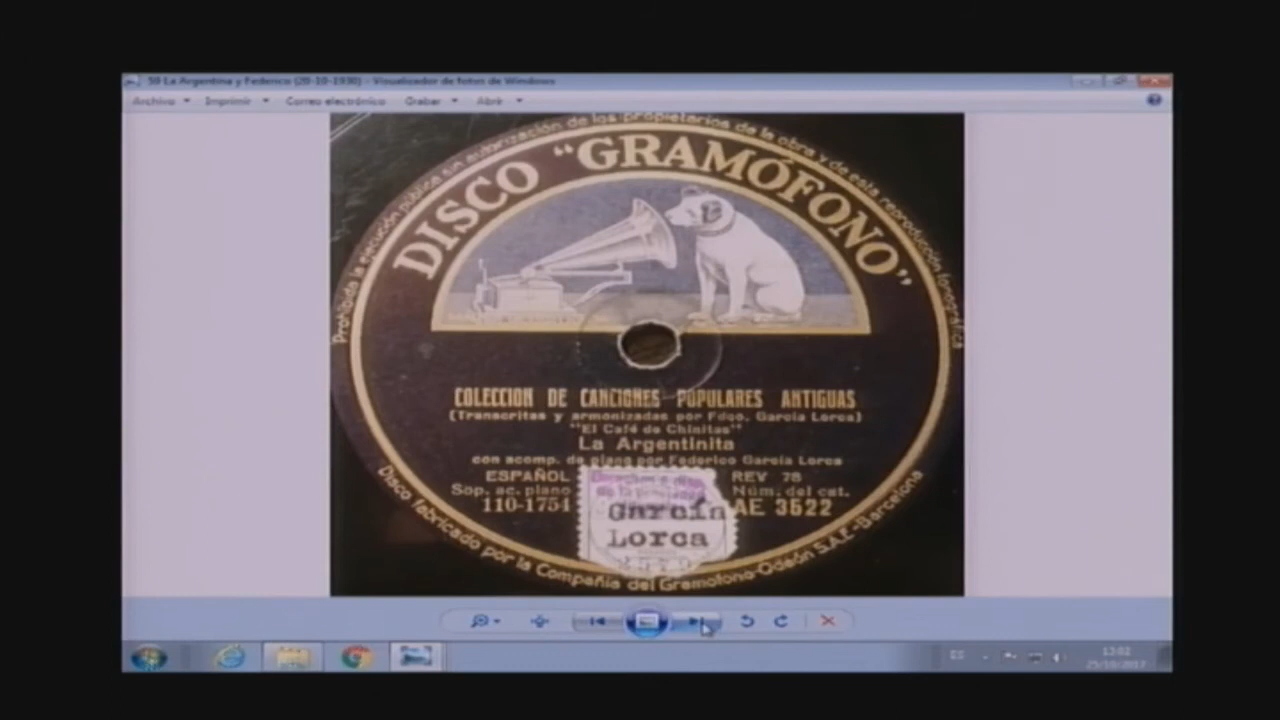 59 La Argentina y Federico (20-10-1930) - Visualizador de fotos de Windows
Archivo Imprimir Correo electrónico Grabar Abrir
Prohibida la ejecución pública sin autorización de los propietarios de la obra y de esta reproducción fonográfica
DISCO "GRAMÓFONO"
COLECCION DE CANCIONES POPULARES ANTIGUAS
(Transcritas y armonizadas por Fdco. García Lorca)
"El Café de Chinitas"
La Argentinita
con acomp. de piano por Federico García Lorca
ESPAÑOL REV 78
Sop. ac. piano Núm. del cat.
110-1754 AE 3522
García
Lorca
Disco fabricado por la Compañía del Gramófono-Odeón S.A.E.-Barcelona
ES 13:02
25/10/2017